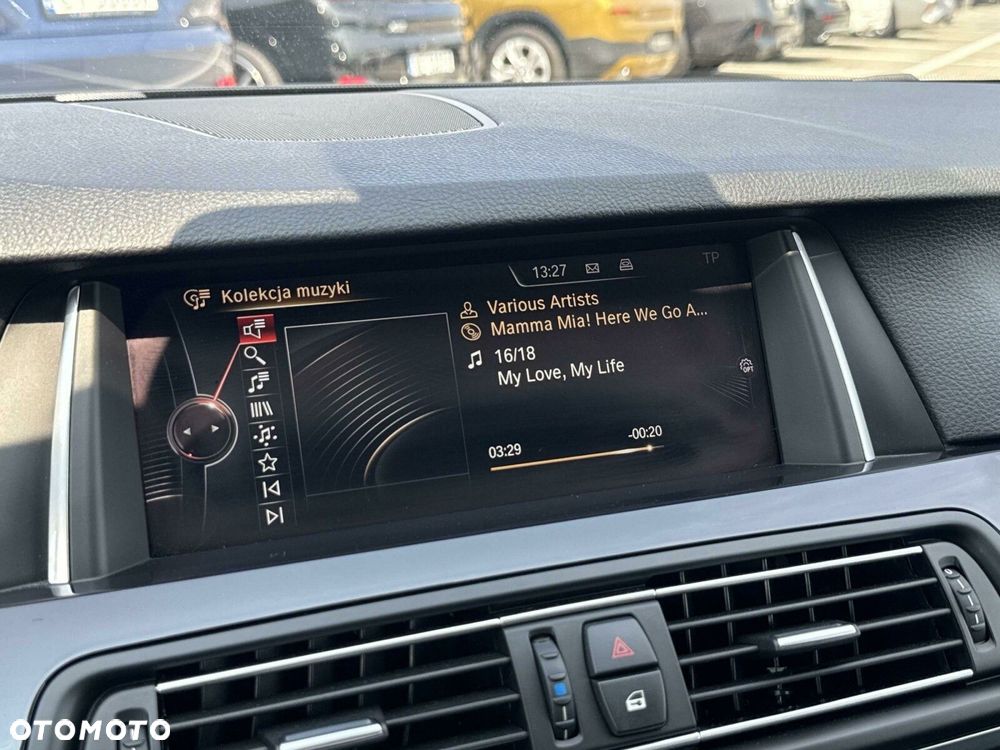 13:27
TP
Kolekcja muzyki
Various Artists
Mamma Mia! Here We Go A...
16/18
My Love, My Life
OPT
03:29
-00:20
OTOMOTO